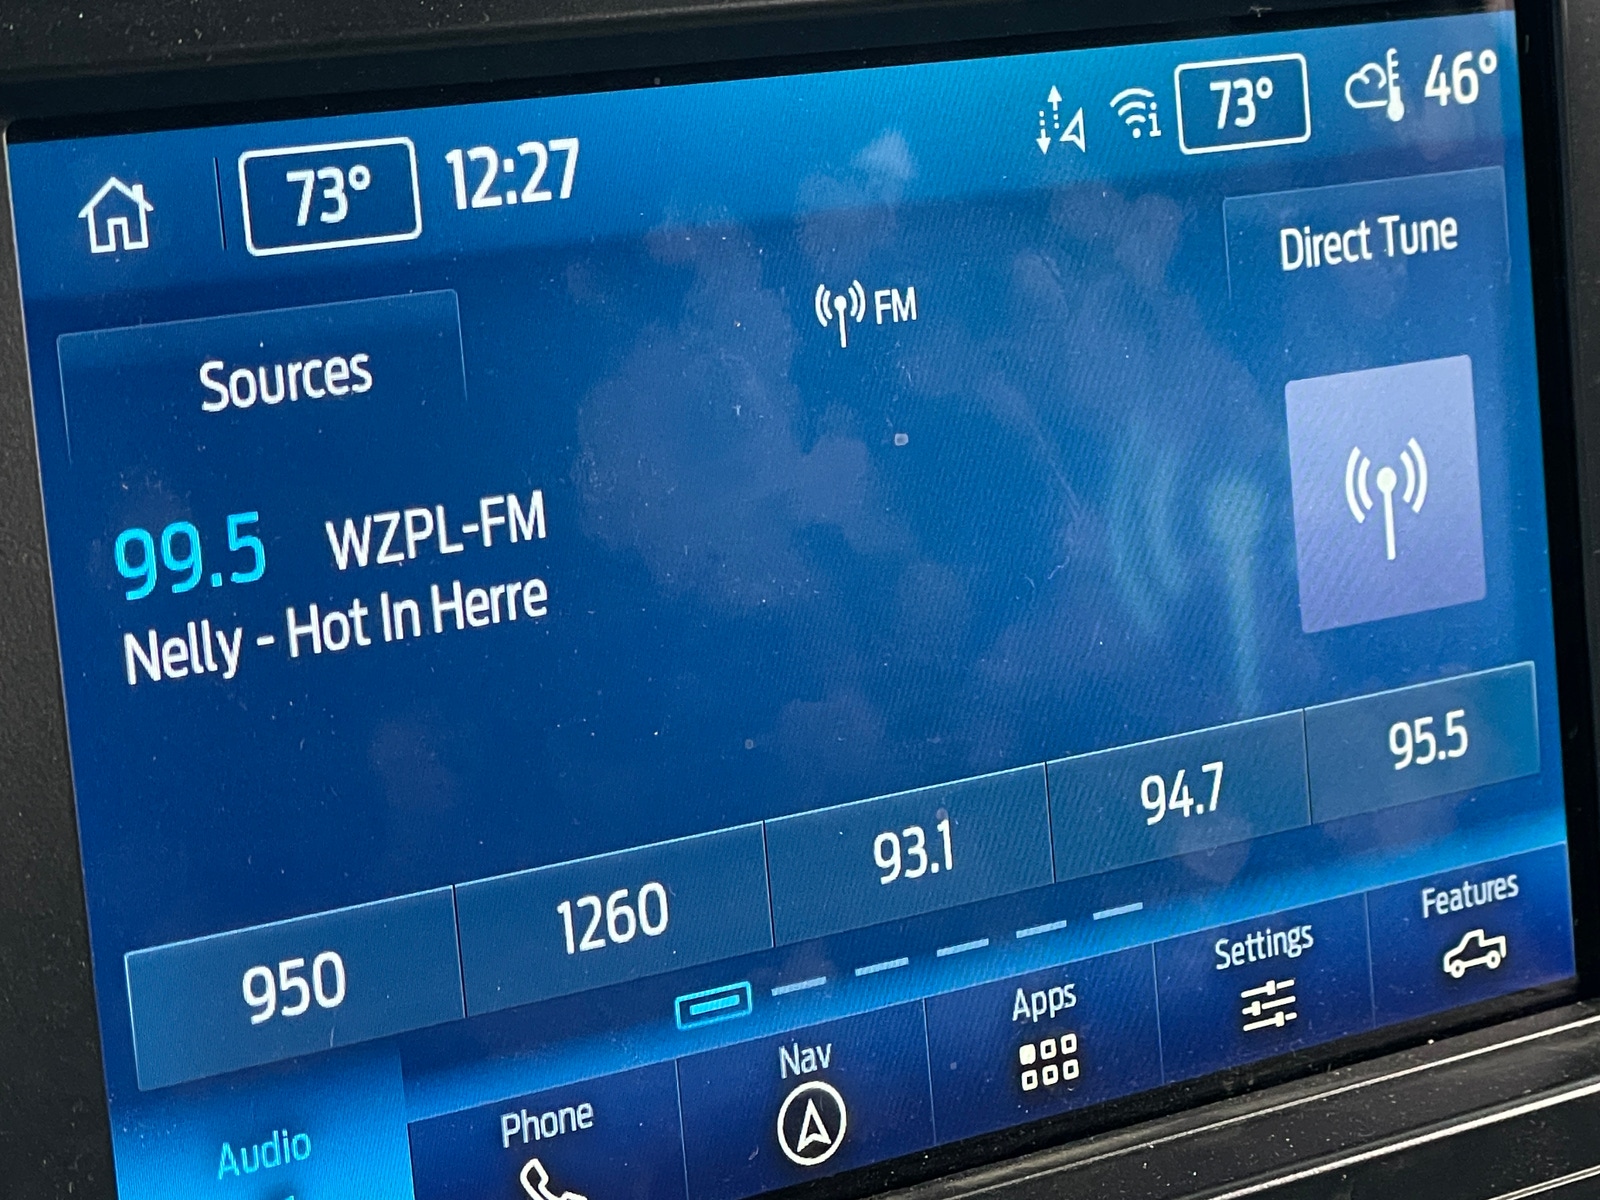 73° 12:27 73° 46°
Direct Tune
FM
Sources
99.5 WZPL-FM
Nelly - Hot In Herre
950 1260 93.1 94.7 95.5
Audio Phone Nav Apps Settings Features